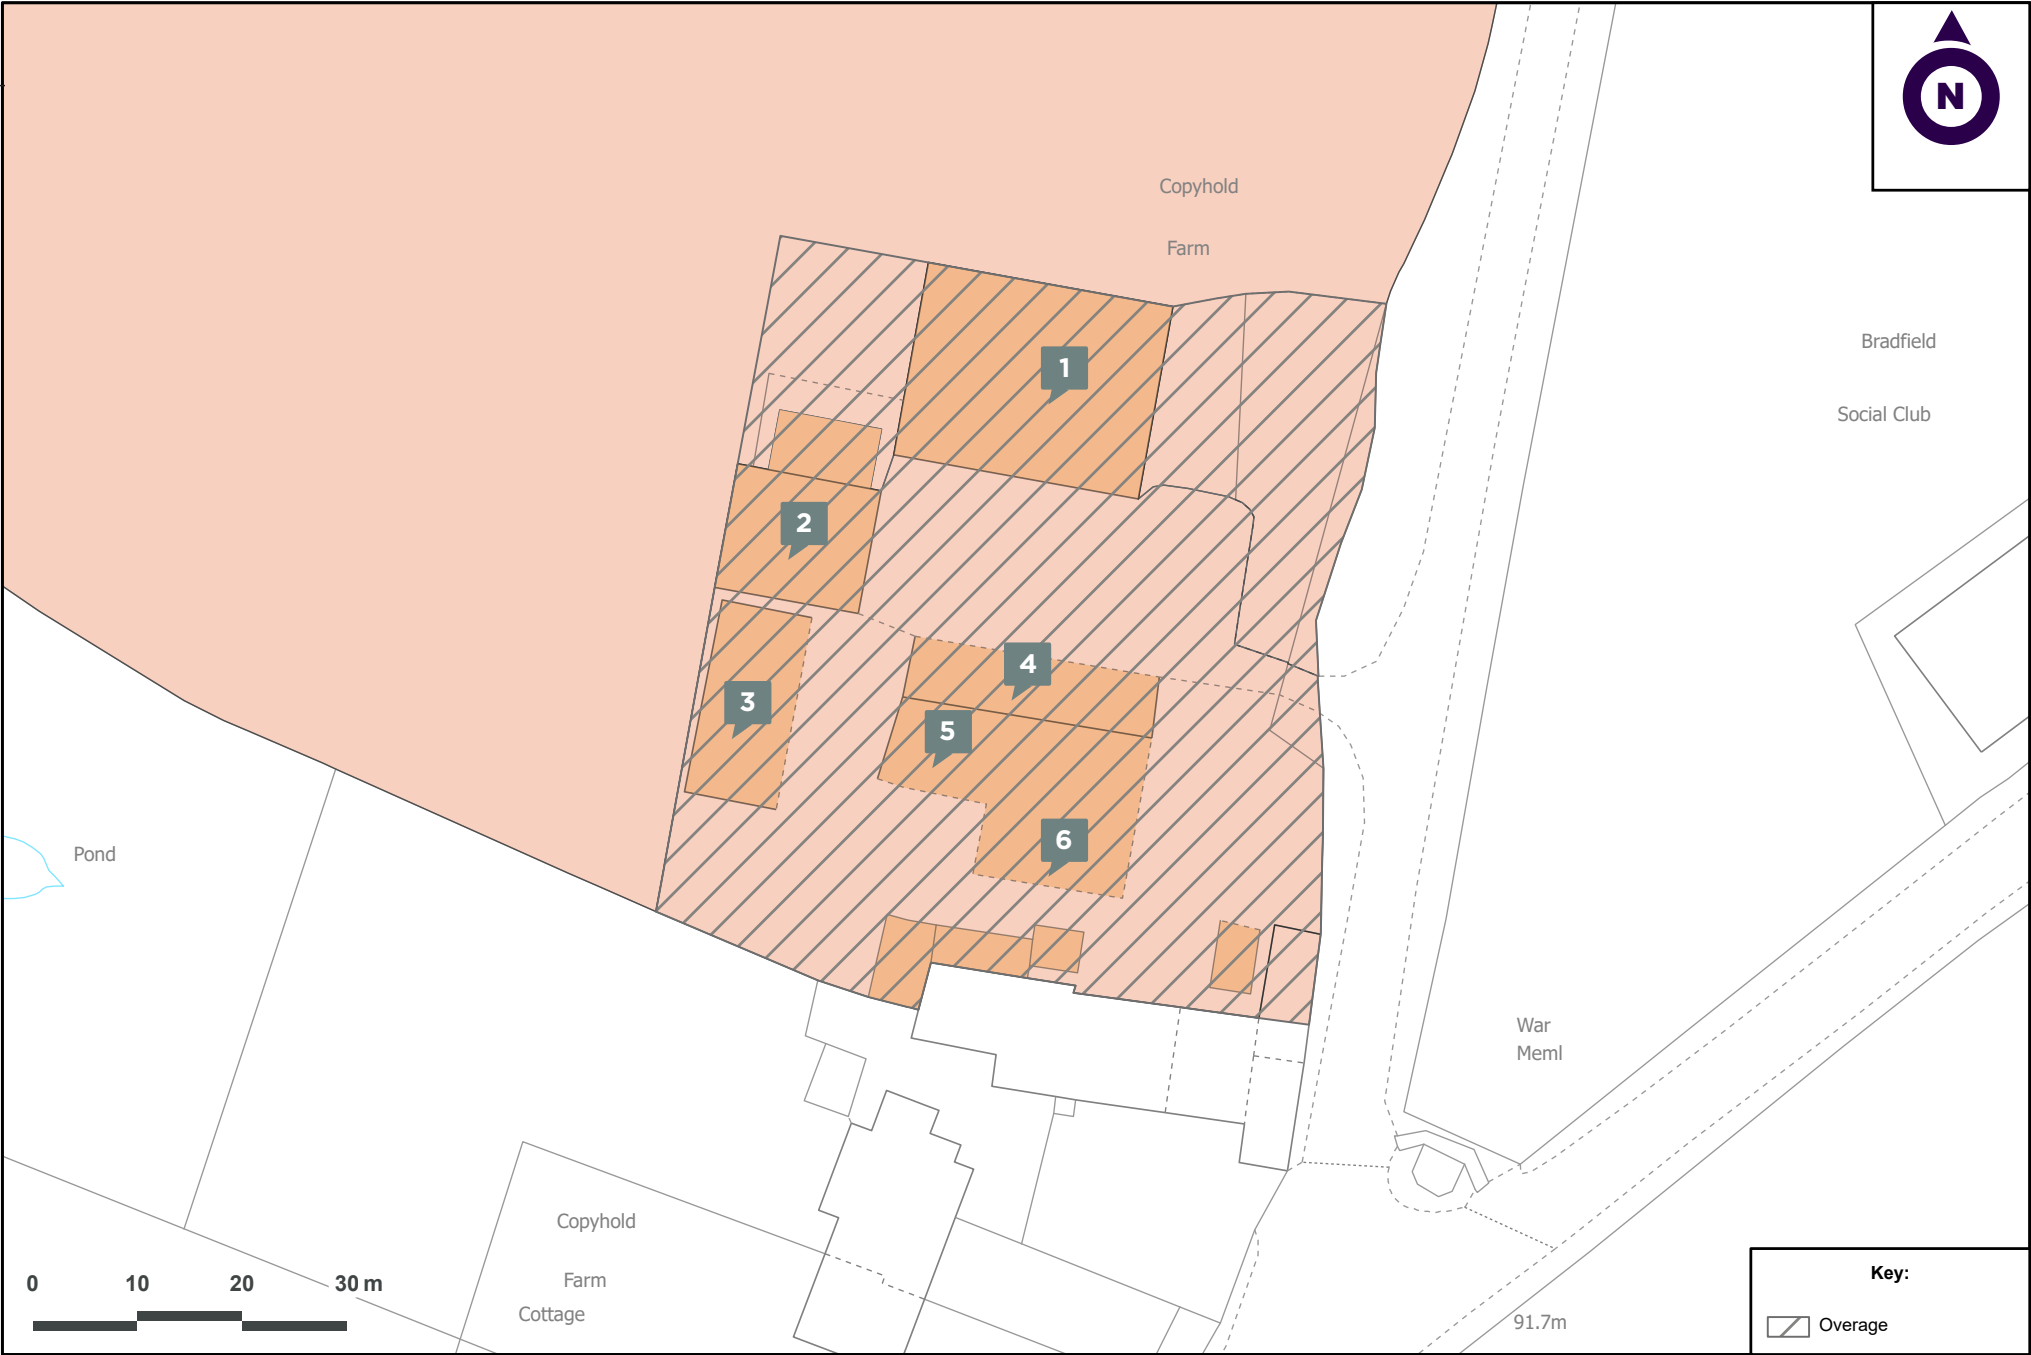 N
Copyhold
Farm
Bradfield
Social Club
1
2
3
4
5
6
Pond
War
Meml
Copyhold
Farm
Cottage
0 10 20 30 m
91.7m
Key:
Overage